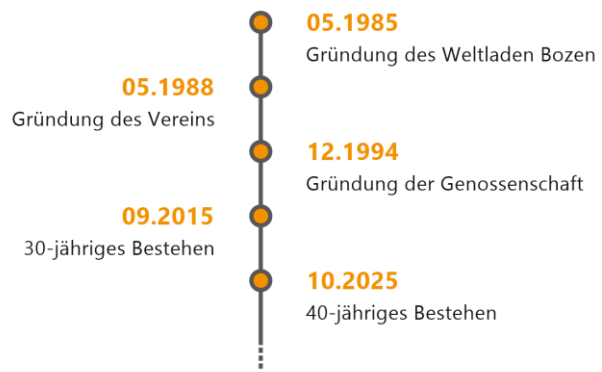 05.1985
Gründung des Weltladen Bozen
05.1988
Gründung des Vereins
12.1994
Gründung der Genossenschaft
09.2015
30-jähriges Bestehen
10.2025
40-jähriges Bestehen